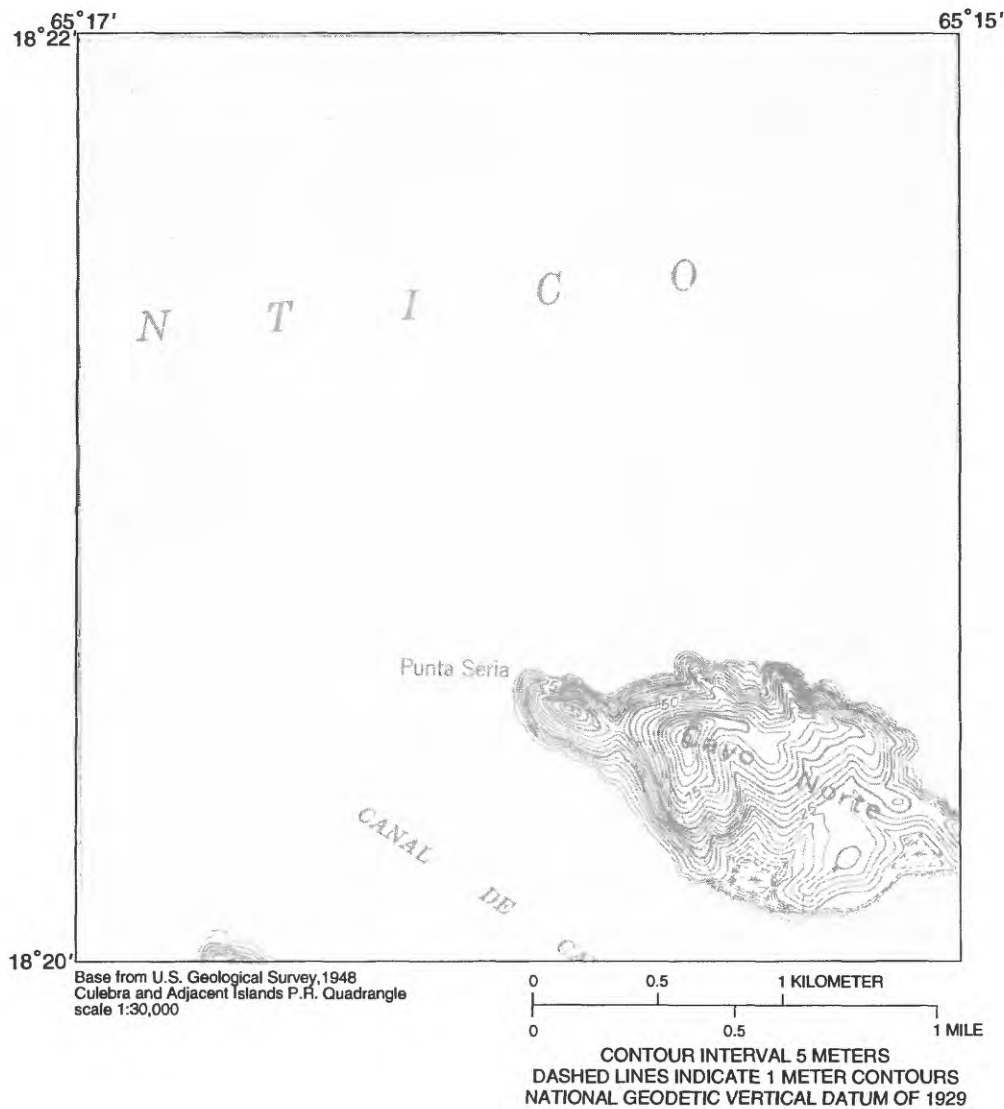 65°17'
65°15'
18°22'
N T I C O
Punta Seria
25
50
Cayo
Norte
75
25
CANAL
DE
CA
18°20'
Base from U.S. Geological Survey, 1948
Culebra and Adjacent Islands P.R. Quadrangle
scale 1:30,000
0 0.5 1 KILOMETER
0 0.5 1 MILE
CONTOUR INTERVAL 5 METERS
DASHED LINES INDICATE 1 METER CONTOURS
NATIONAL GEODETIC VERTICAL DATUM OF 1929